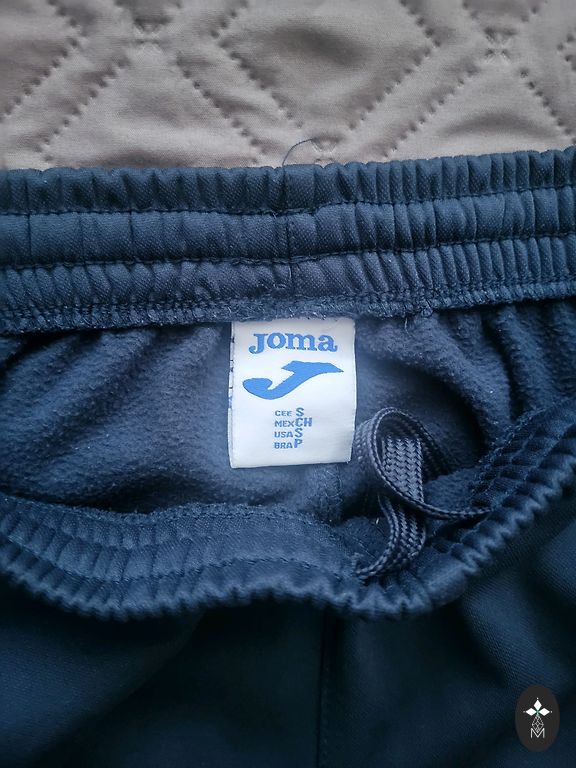 Joma
CEE S
MEX CH
USA S
BRA P
M